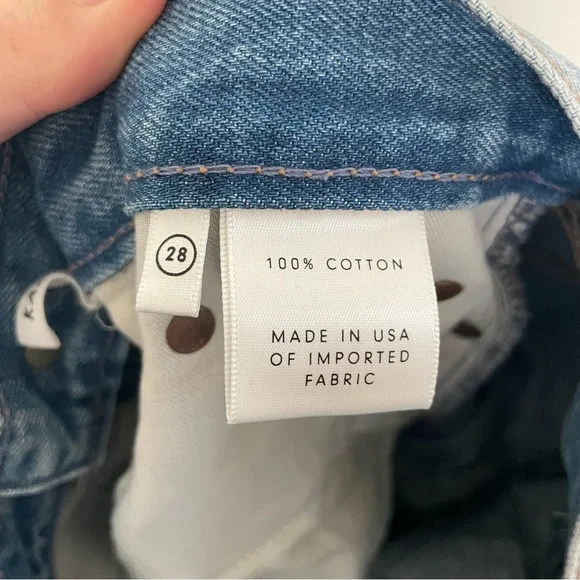 28
100% COTTON
MADE IN USA
OF IMPORTED
FABRIC